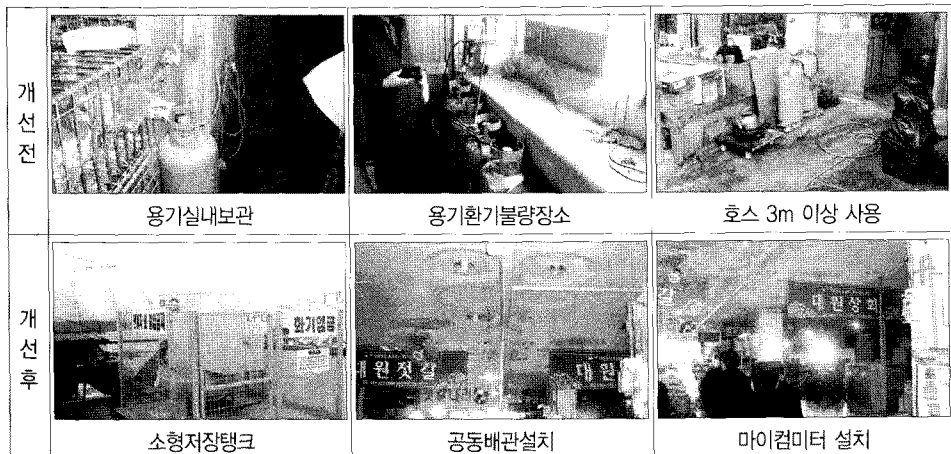 개선전
용기실내보관
용기환기불량장소
호스 3m 이상 사용
개선후
화기엄금
대원젓갈
대원
대원상회
소형저장탱크
공동배관설치
마이컴미터 설치